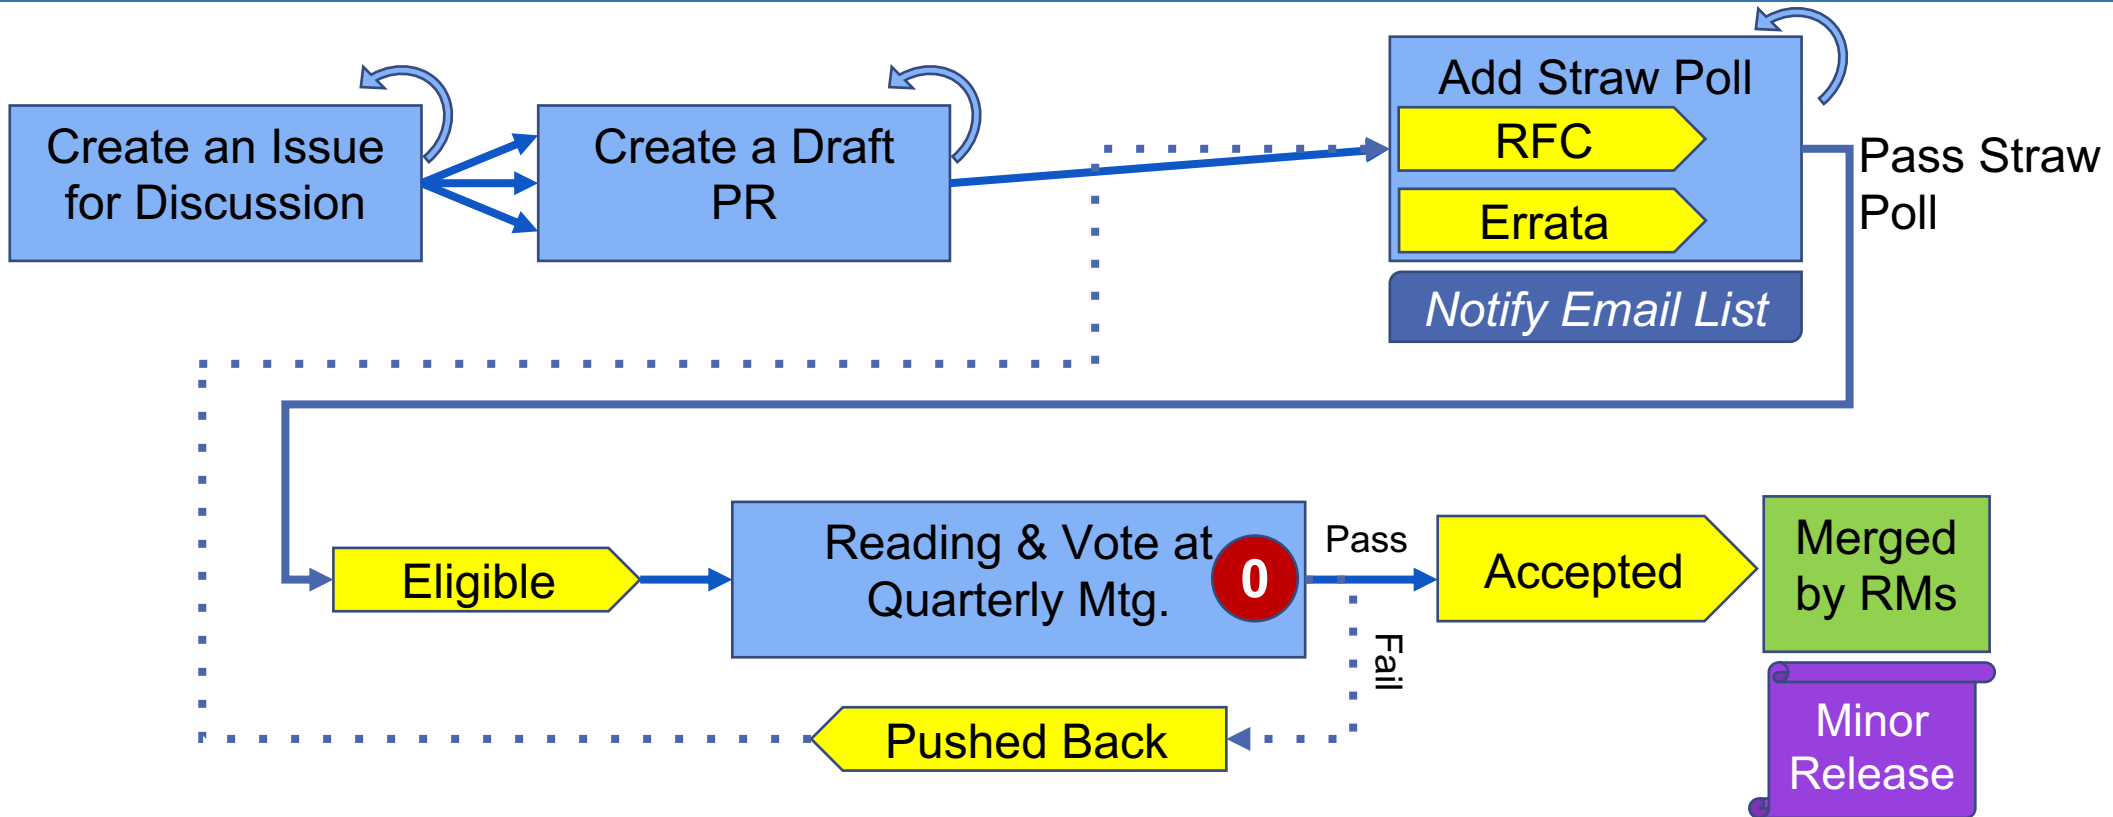 Create an Issue
for Discussion
Create a Draft
PR
Add Straw Poll
RFC
Errata
Notify Email List
Pass Straw
Poll
Eligible
Reading & Vote at
Quarterly Mtg.
0
Pass
Fail
Accepted
Merged
by RMs
Pushed Back
Minor
Release